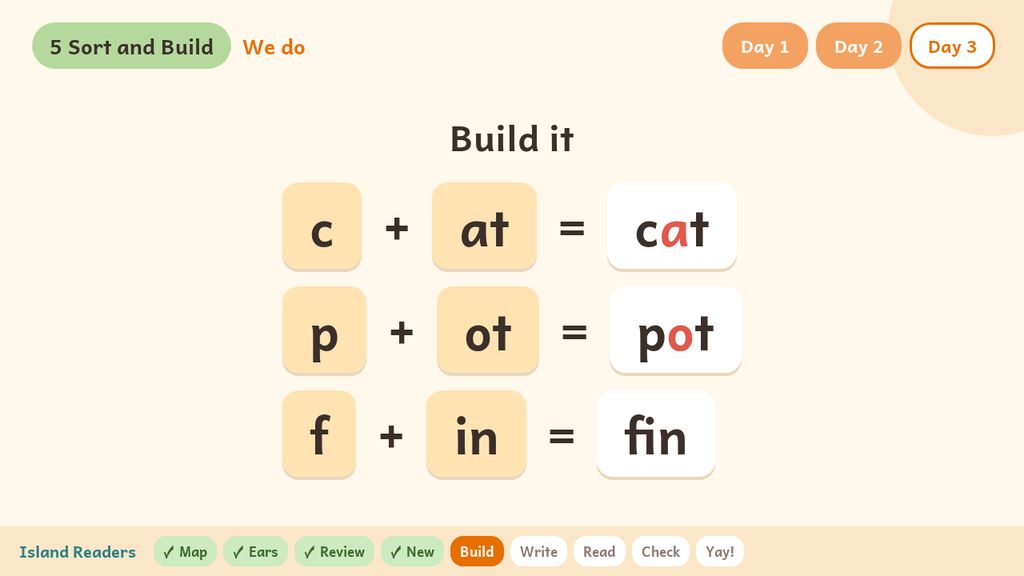 5 Sort and Build We do Day 1 Day 2 Day 3
Build it
c + at = cat
p + ot = pot
f + in = fin
Island Readers ✓ Map ✓ Ears ✓ Review ✓ New Build Write Read Check Yay!